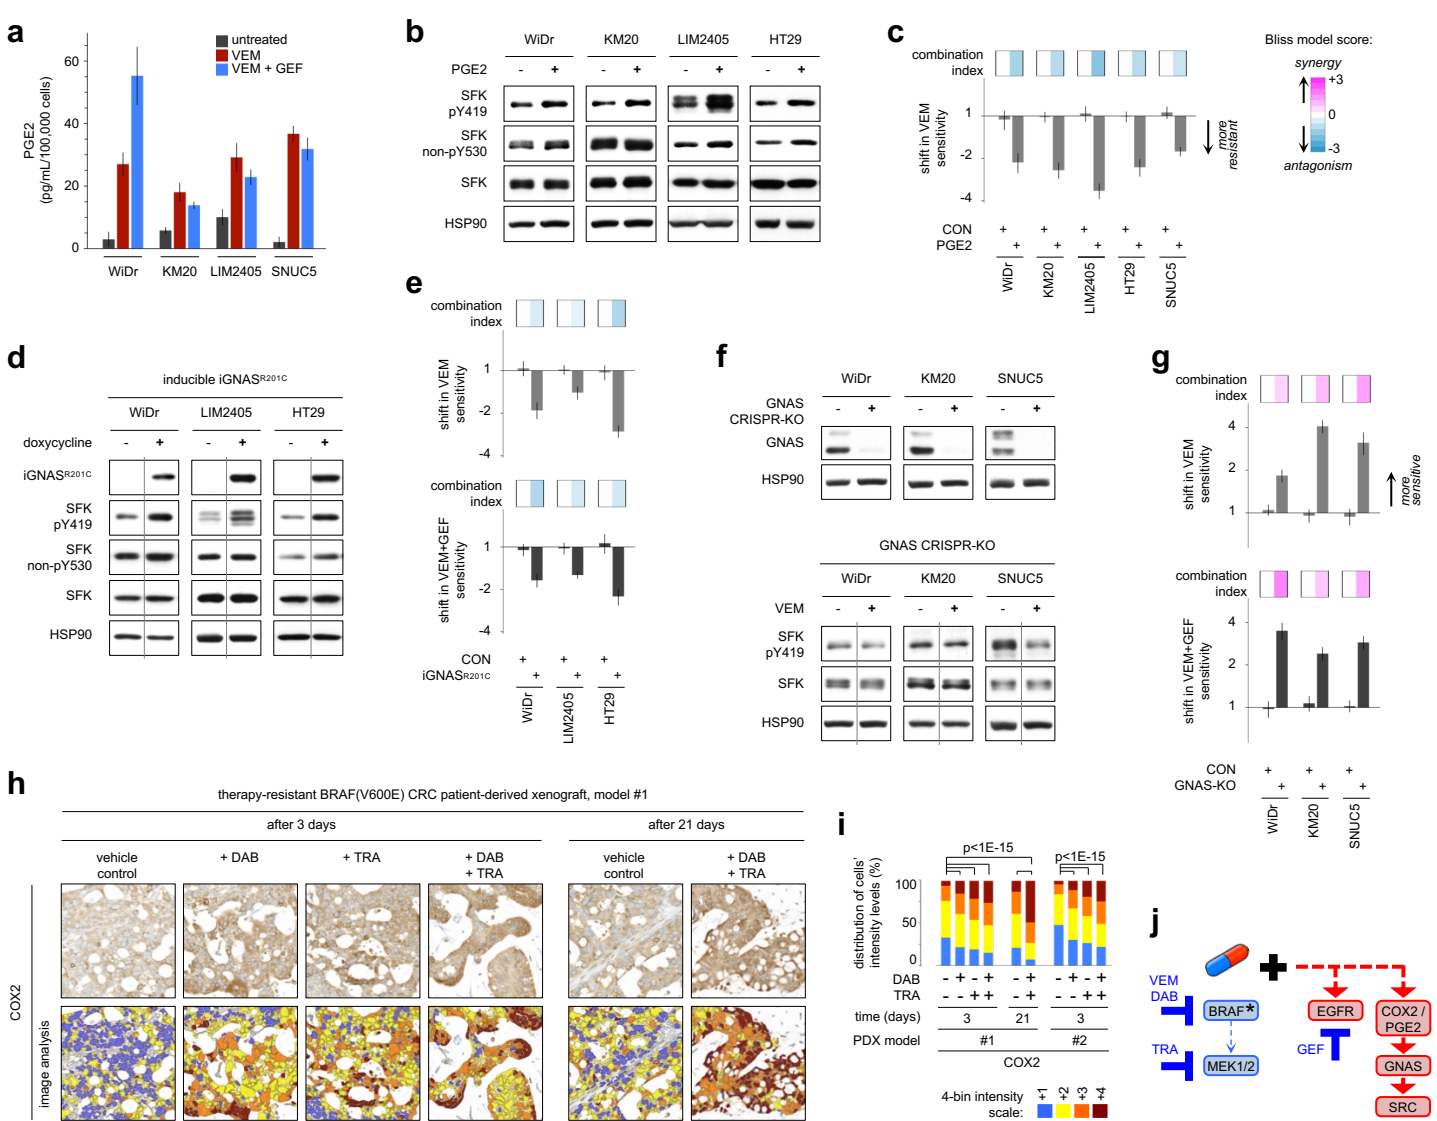 a
untreated
VEM
VEM + GEF
PGE2
(pg/mL/100,000 cells)
60
40
20
0
WiDr KM20 LIM2405 SNUC5
b
WiDr KM20 LIM2405 HT29
PGE2 - + - + - + - +
SFK
pY419
SFK
non-pY530
SFK
HSP90
c
combination
index
shift in VEM
sensitivity
1
-2
-4
more
resistant
CON + + + + +
PGE2 + + + + +
WiDr KM20 LIM2405 HT29 SNUC5
Bliss model score:
synergy
+3
0
-3
antagonism
d
inducible iGNASR201C
WiDr LIM2405 HT29
doxycycline - + - + - +
iGNASR201C
SFK
pY419
SFK
non-pY530
SFK
HSP90
e
combination
index
shift in VEM
sensitivity
1
-2
-4
combination
index
shift in VEM+GEF
sensitivity
1
-2
-4
CON + + +
iGNASR201C + + +
WiDr LIM2405 HT29
f
WiDr KM20 SNUC5
GNAS
CRISPR-KO
- + - + - +
GNAS
HSP90
GNAS CRISPR-KO
WiDr KM20 SNUC5
VEM - + - + - +
SFK
pY419
SFK
HSP90
g
combination
index
shift in VEM
sensitivity
4
2
1
more
sensitive
combination
index
shift in VEM+GEF
sensitivity
4
2
1
CON + + +
GNAS-KO + + +
WiDr KM20 SNUC5
h
therapy-resistant BRAF(V600E) CRC patient-derived xenograft, model #1
after 3 days after 21 days
vehicle
control
+ DAB
+ TRA
+ DAB
+ TRA
vehicle
control
+ DAB
+ TRA
COX2
image analysis
i
p<1E-15 p<1E-15
distribution of cells'
intensity levels (%)
100
50
0
DAB - + - + - + - + - +
TRA - - + + - + - - + +
time (days) 3 21 3
PDX model #1 #2
COX2
4-bin intensity
scale:
+1 +2 +3 +4
j
VEM
DAB
BRAF*
TRA
MEK1/2
EGFR
GEF
COX2 /
PGE2
GNAS
SRC